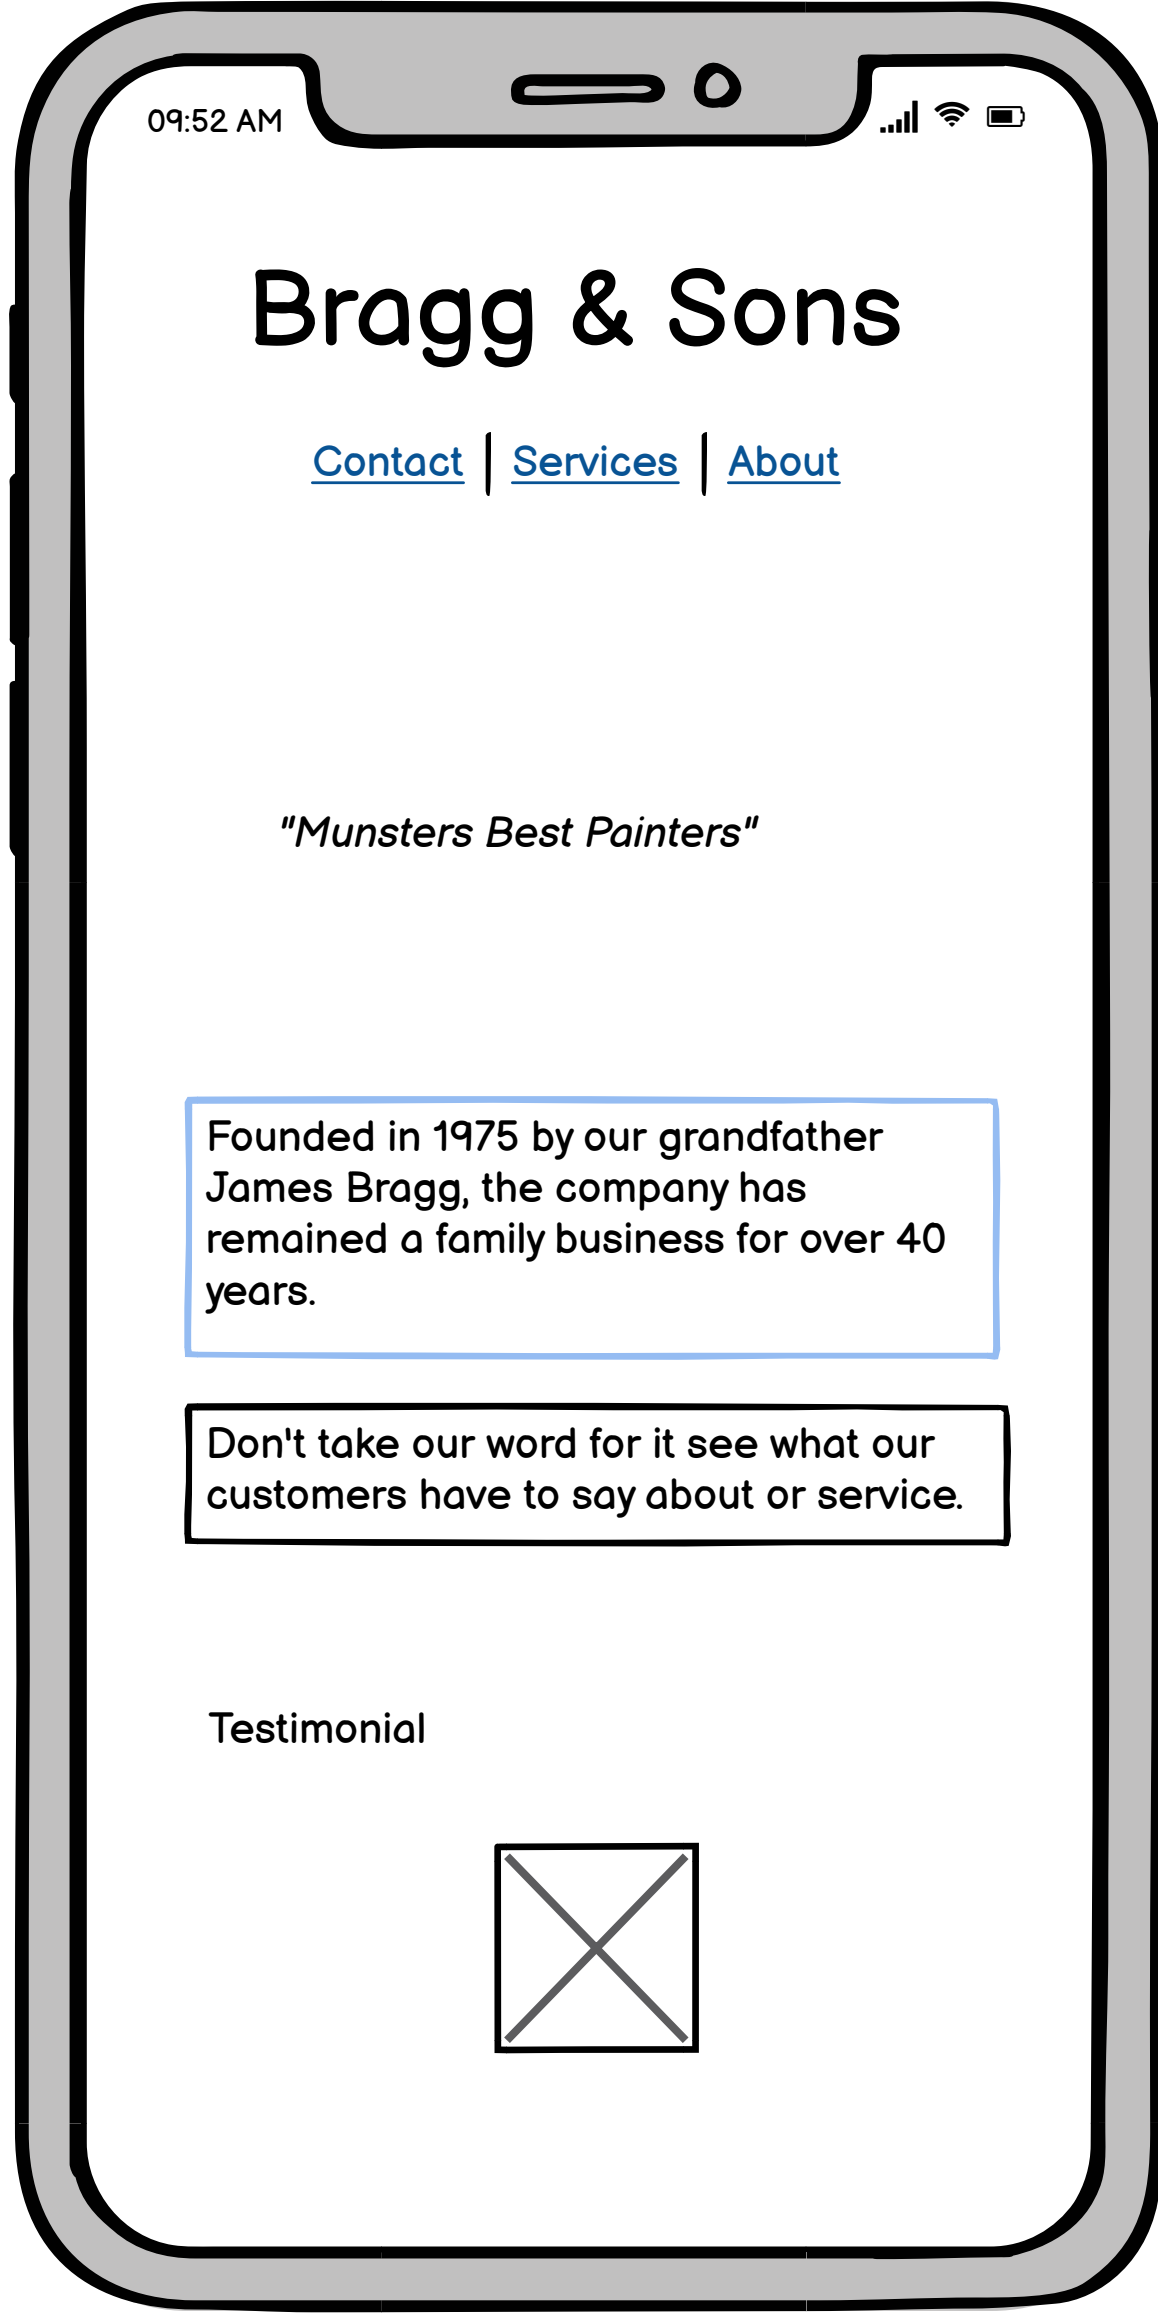 09:52 AM
Bragg & Sons
Contact | Services | About
"Munsters Best Painters"
Founded in 1975 by our grandfather
James Bragg, the company has
remained a family business for over 40
years.
Don't take our word for it see what our
customers have to say about or service.
Testimonial